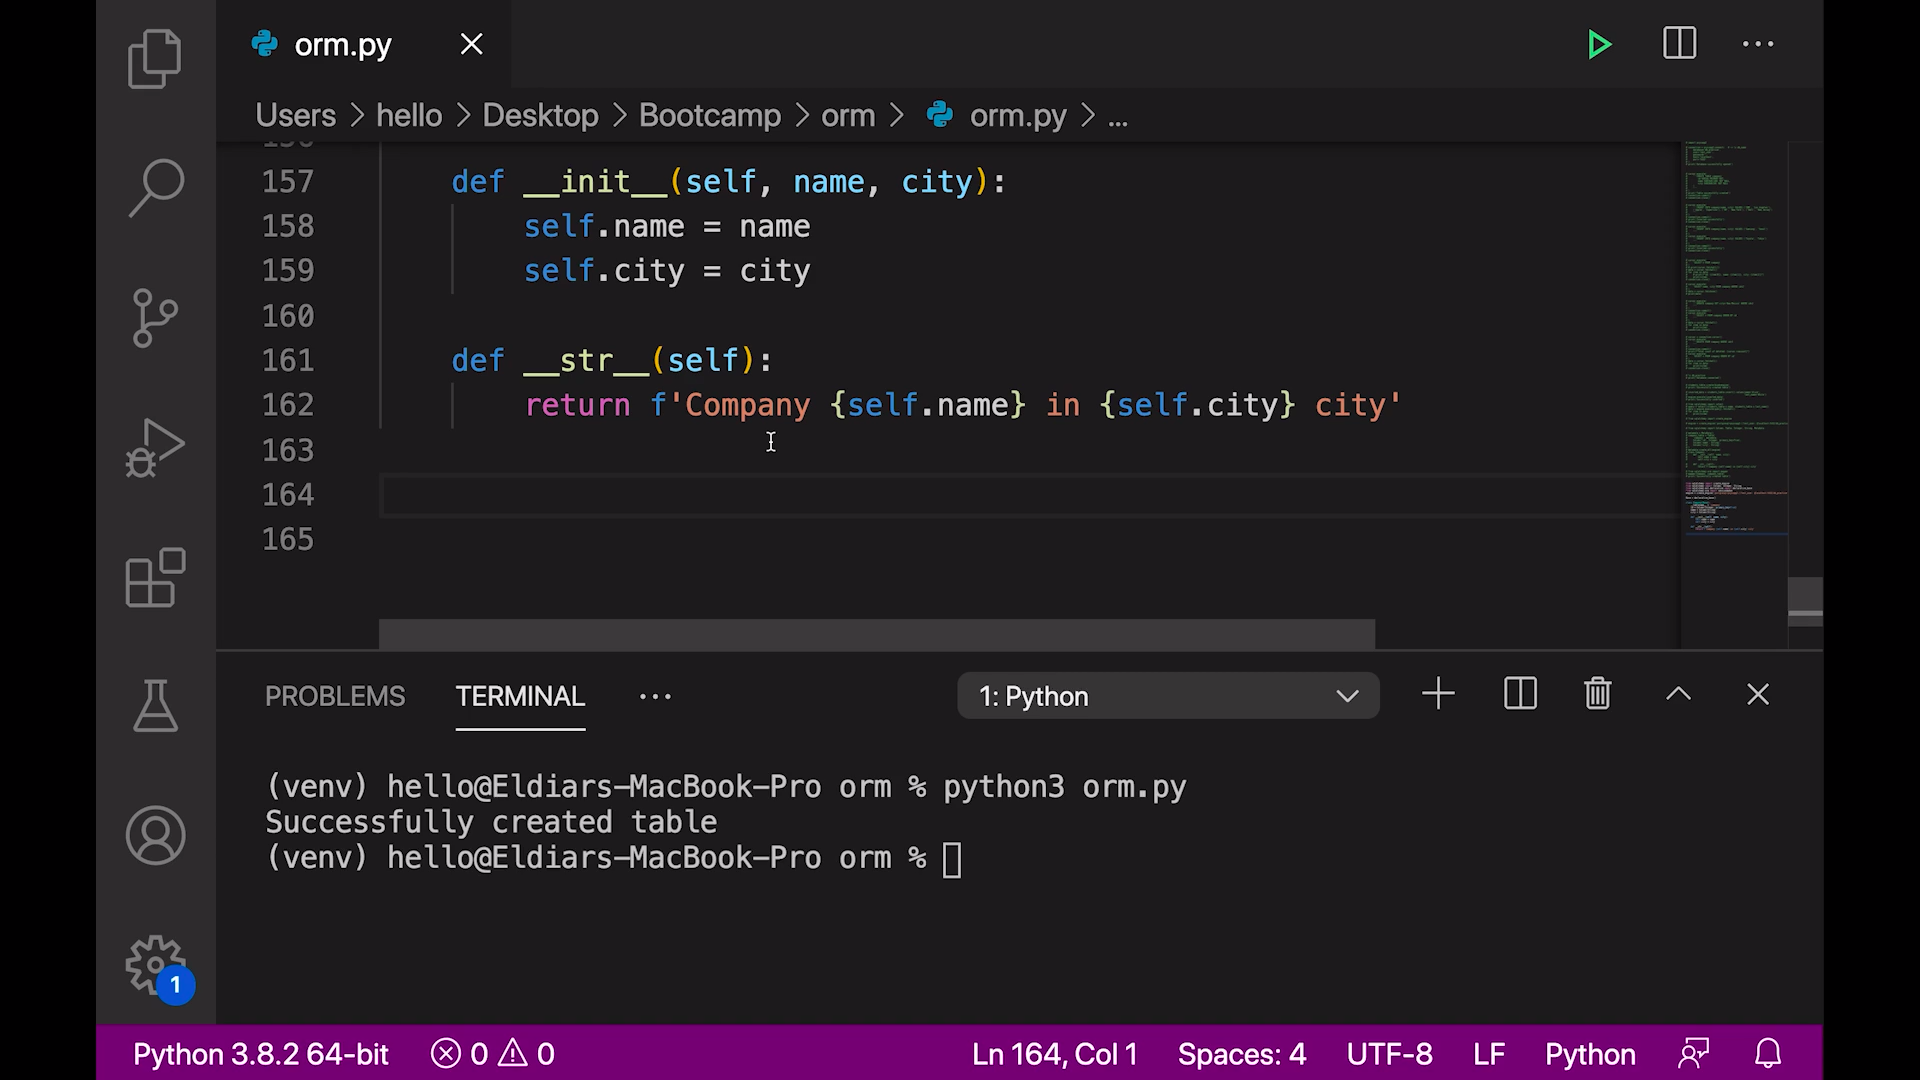 orm.py
Users > hello > Desktop > Bootcamp > orm > orm.py > ...
157 def __init__(self, name, city):
158 self.name = name
159 self.city = city
160
161 def __str__(self):
162 return f'Company {self.name} in {self.city} city'
163
164
165
PROBLEMS TERMINAL ... 1: Python
(venv) hello@Eldiars-MacBook-Pro orm % python3 orm.py
Successfully created table
(venv) hello@Eldiars-MacBook-Pro orm %
1
Python 3.8.2 64-bit 0 0 Ln 164, Col 1 Spaces: 4 UTF-8 LF Python